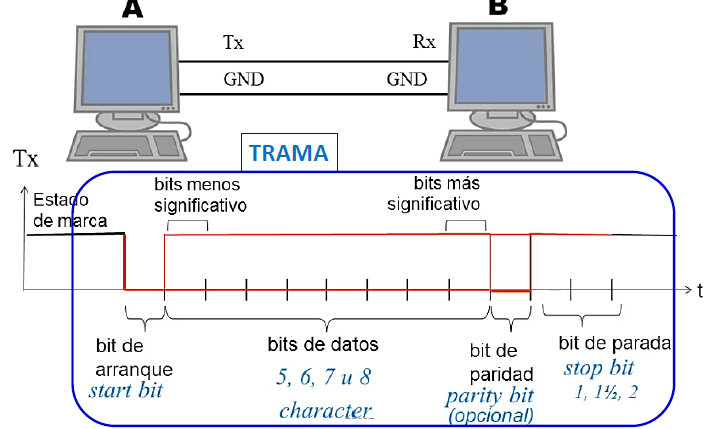 A
B
Tx
Rx
GND
GND
TRAMA
Tx
Estado
de marca
bits menos
significativo
bits más
significativo
t
bit de
arranque
start bit
bits de datos
5, 6, 7 u 8
character
bit de
paridad
parity bit
(opcional)
bit de parada
stop bit
1, 1½, 2